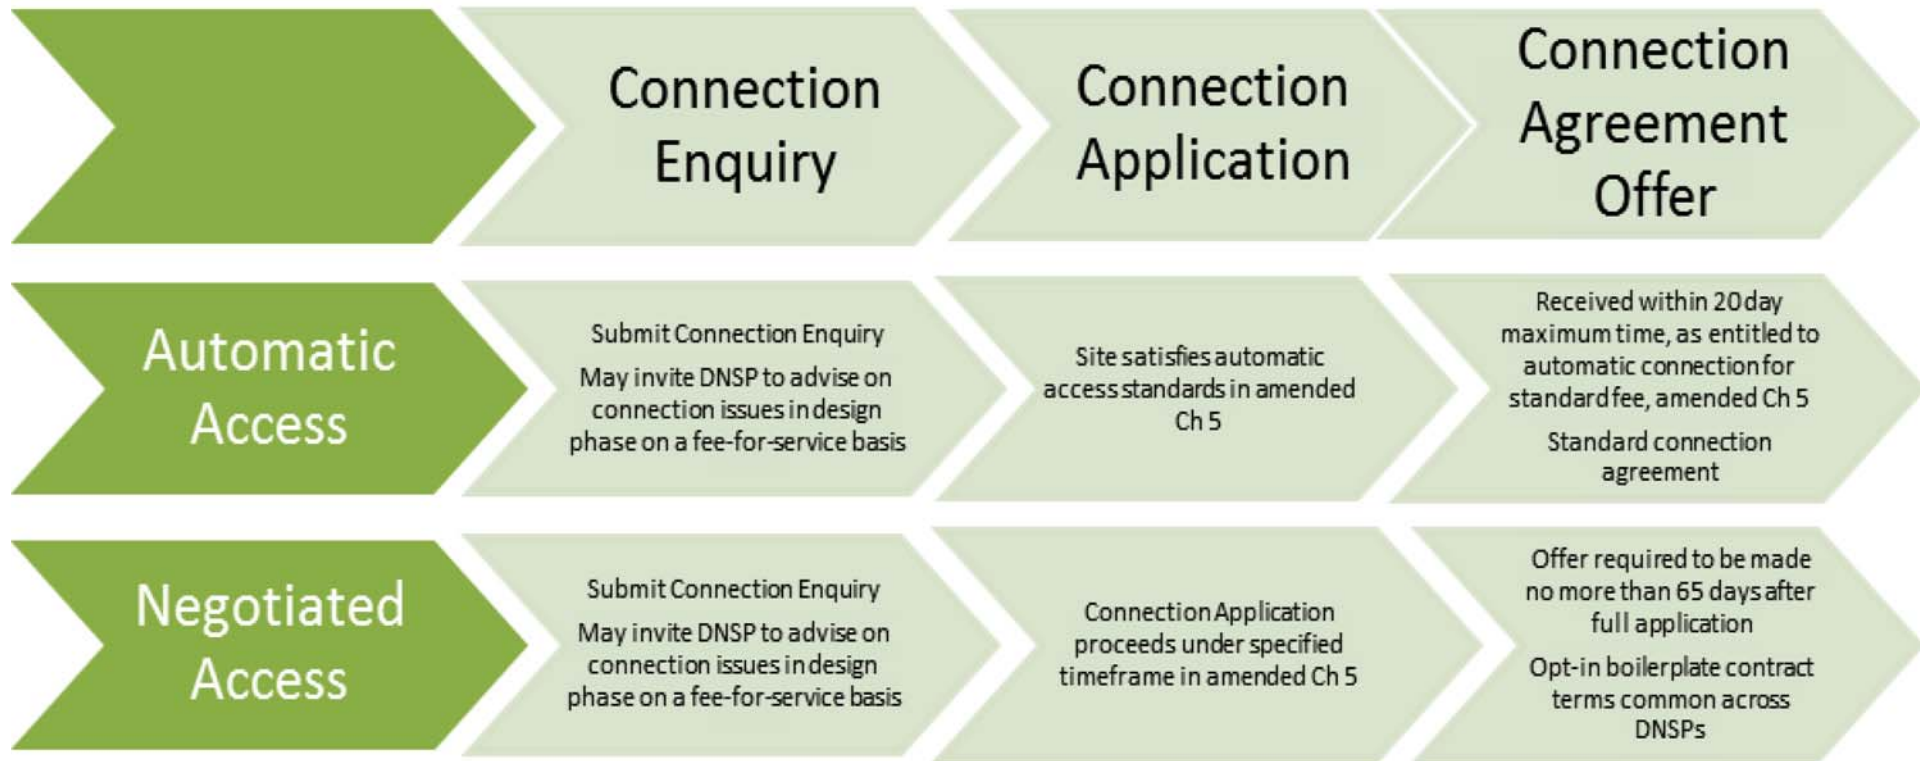 Connection
Enquiry
Connection
Application
Connection
Agreement
Offer
Automatic
Access
Submit Connection Enquiry
May invite DNSP to advise on
connection issues in design
phase on a fee-for-service basis
Site satisfies automatic
access standards in amended
Ch 5
Received within 20 day
maximum time, as entitled to
automatic connection for
standard fee, amended Ch 5
Standard connection
agreement
Negotiated
Access
Submit Connection Enquiry
May invite DNSP to advise on
connection issues in design
phase on a fee-for-service basis
Connection Application
proceeds under specified
timeframe in amended Ch 5
Offer required to be made
no more than 65 days after
full application
Opt-in boilerplate contract
terms common across
DNSPs